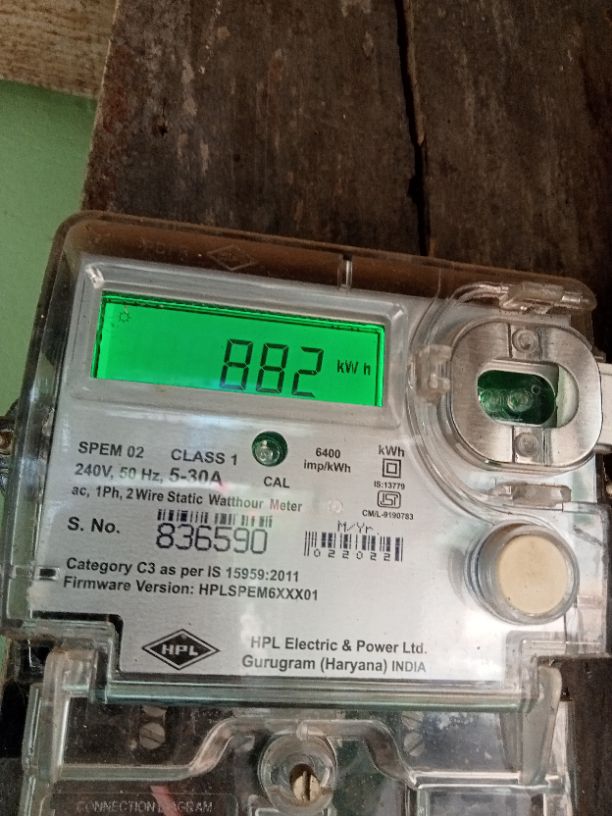 882 kWh
SPEM 02 CLASS 1
6400 imp/kWh
kWh
240V, 50 Hz, 5-30A
CAL
IS:13779
ac, 1Ph, 2Wire Static Watthour Meter
CM/L-9190783
S. No. 836590
M/Yr.
022022
Category C3 as per IS 15959:2011
Firmware Version: HPLSPEM6XXX01
HPL
HPL Electric & Power Ltd.
Gurugram (Haryana) INDIA
CONNECTION DIAGRAM